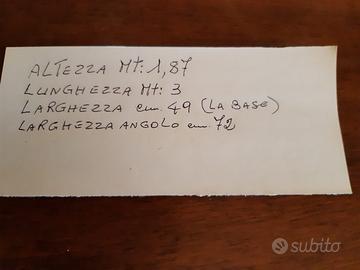 ALTEZZA Mt: 1,87
LUNGHEZZA Mt: 3
LARGHEZZA cm. 49 (LA BASE)
LARGHEZZA ANGOLO cm. 72
subito